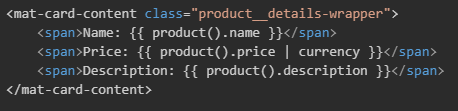 <mat-card-content class="product__details-wrapper">
    <span>Name: {{ product().name }}</span>
    <span>Price: {{ product().price | currency }}</span>
    <span>Description: {{ product().description }}</span>
</mat-card-content>